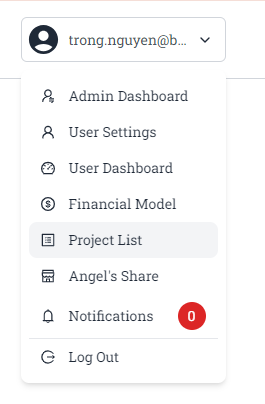 trong.nguyen@b...
Admin Dashboard
User Settings
User Dashboard
Financial Model
Project List
Angel's Share
Notifications 0
Log Out